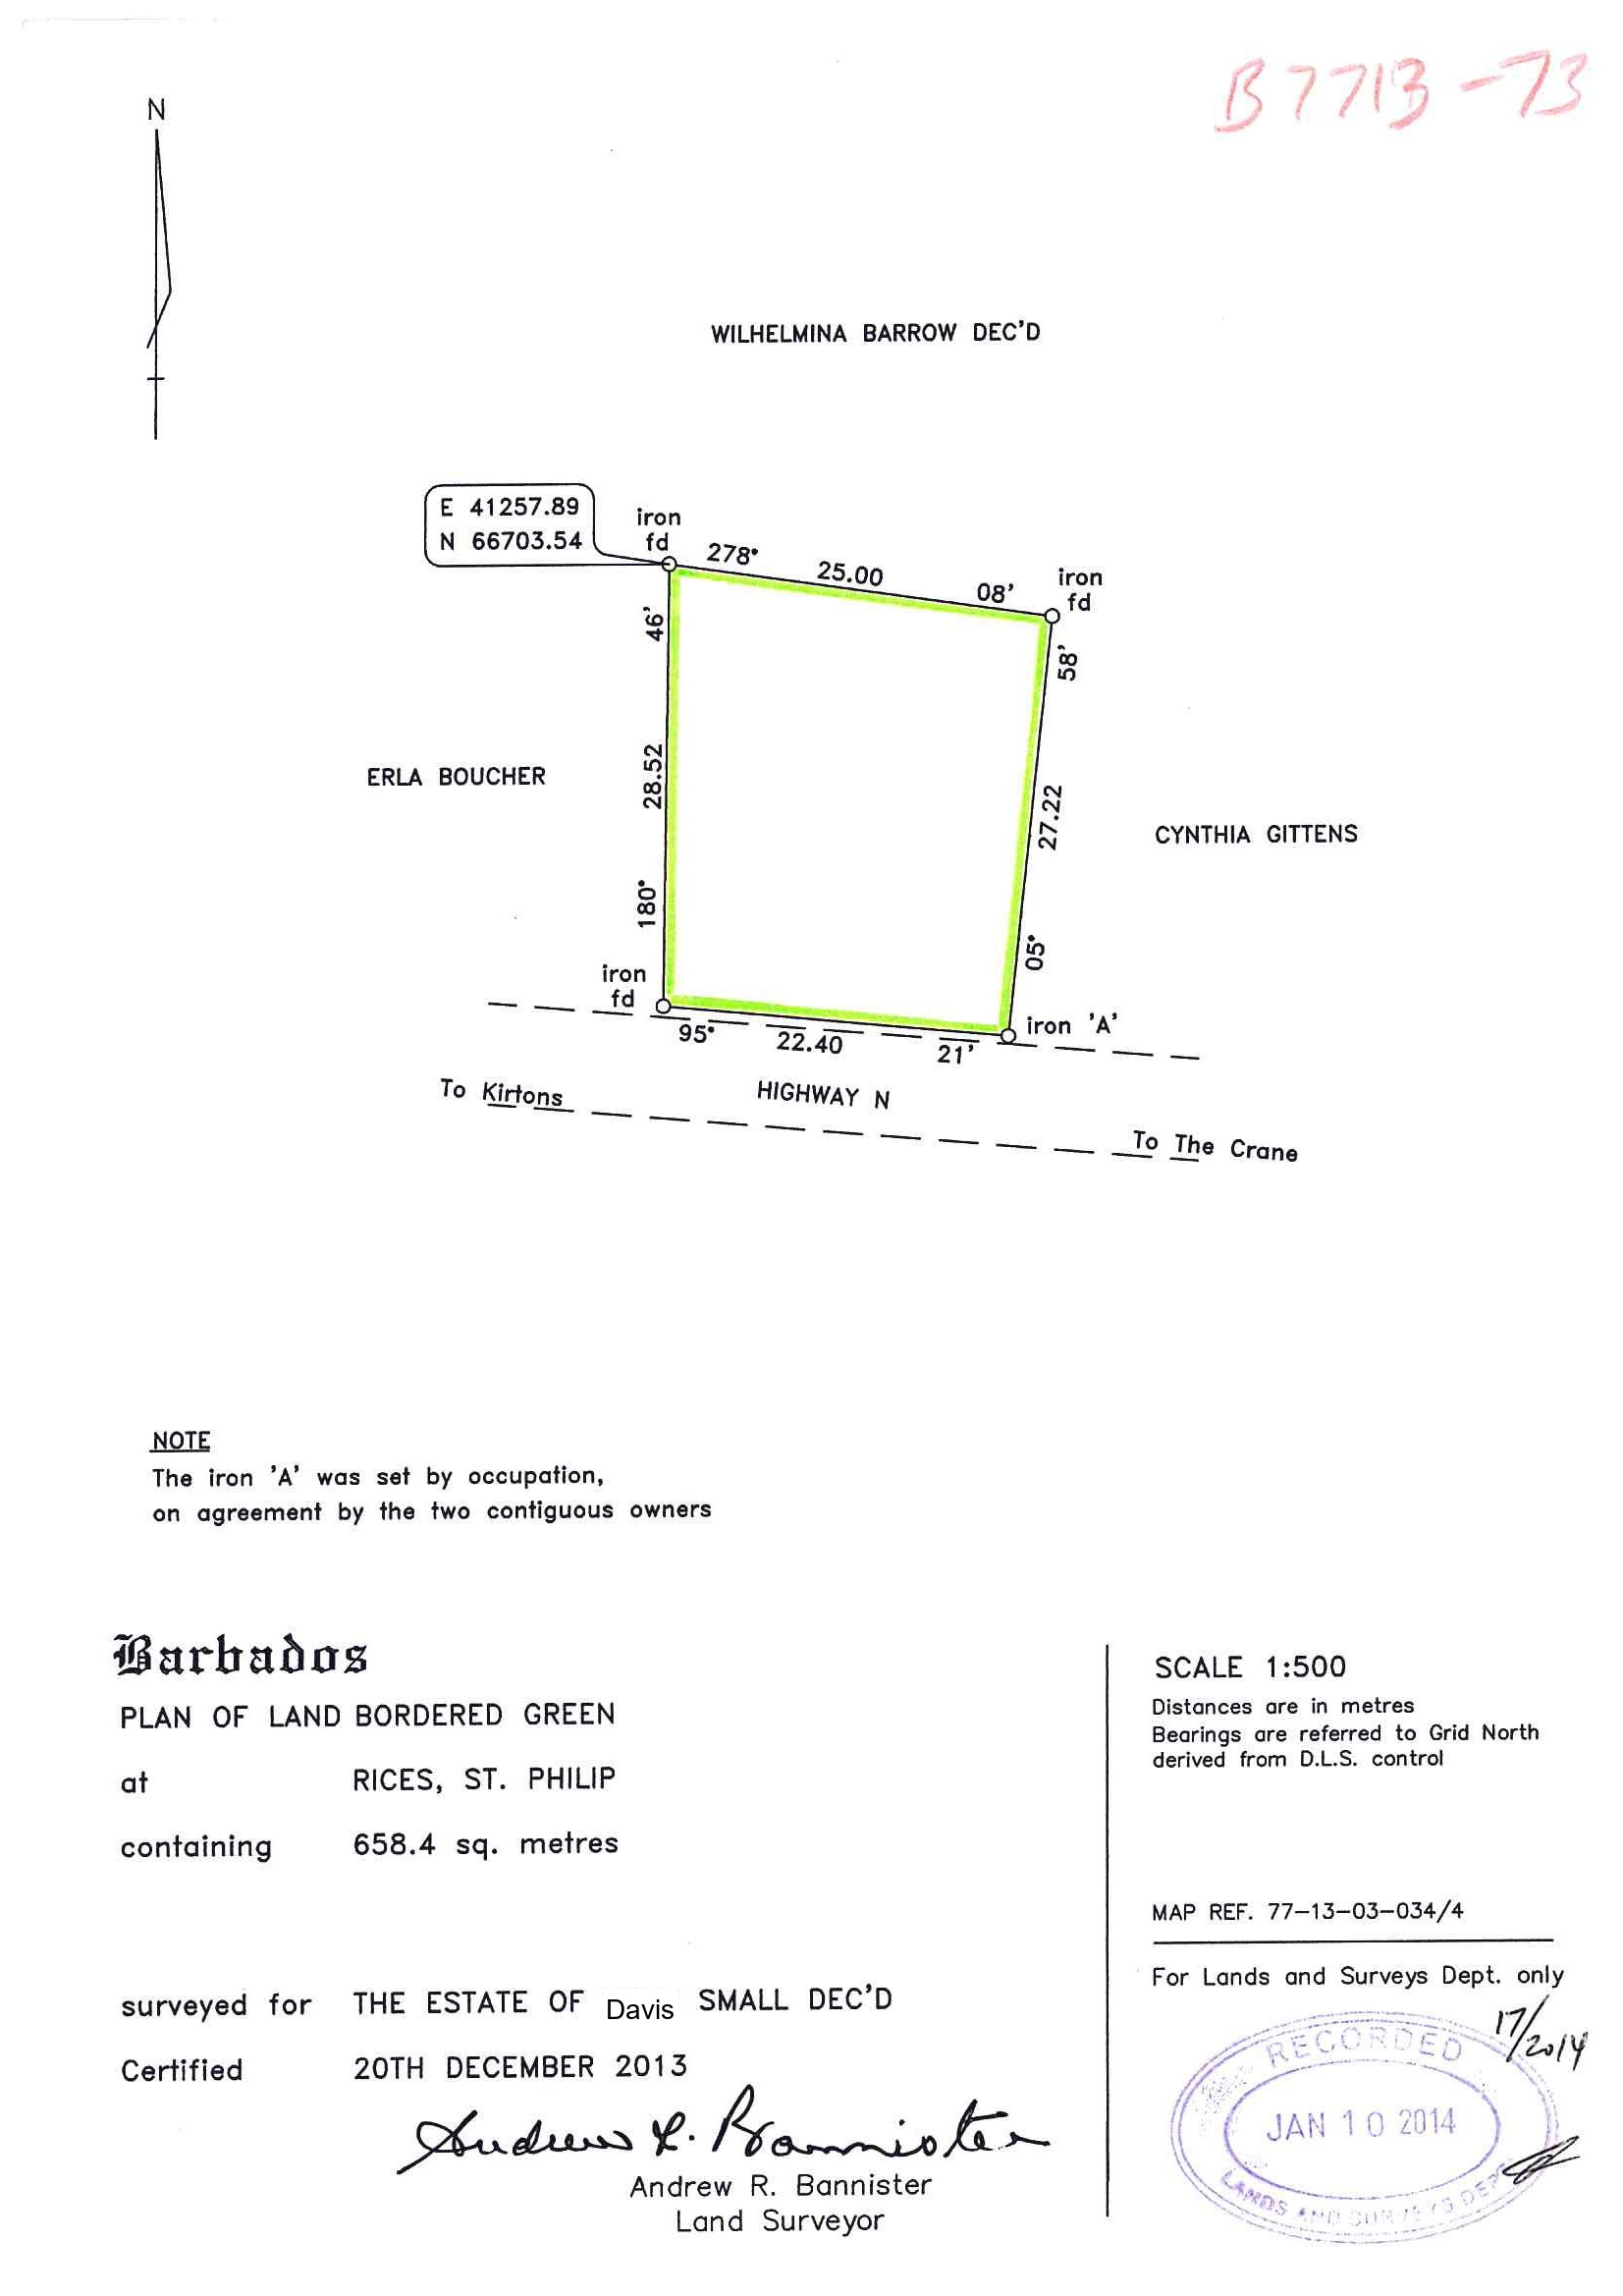 B7713-73
N
WILHELMINA BARROW DEC'D
E 41257.89
N 66703.54
iron
fd
278° 25.00 08'
iron
fd
46'
28.52
180°
58'
27.22
05°
ERLA BOUCHER
CYNTHIA GITTENS
iron
fd
95° 22.40 21'
iron 'A'
To Kirtons
HIGHWAY N
To The Crane
NOTE
The iron 'A' was set by occupation,
on agreement by the two contiguous owners
Barbados
PLAN OF LAND BORDERED GREEN
at RICES, ST. PHILIP
containing 658.4 sq. metres
surveyed for THE ESTATE OF Davis SMALL DEC'D
Certified 20TH DECEMBER 2013
Andrew R. Bannister
Andrew R. Bannister
Land Surveyor
SCALE 1:500
Distances are in metres
Bearings are referred to Grid North
derived from D.L.S. control
MAP REF. 77-13-03-034/4
For Lands and Surveys Dept. only
17/2014
RECORDED
JAN 10 2014
LANDS AND SURVEYS DEPT